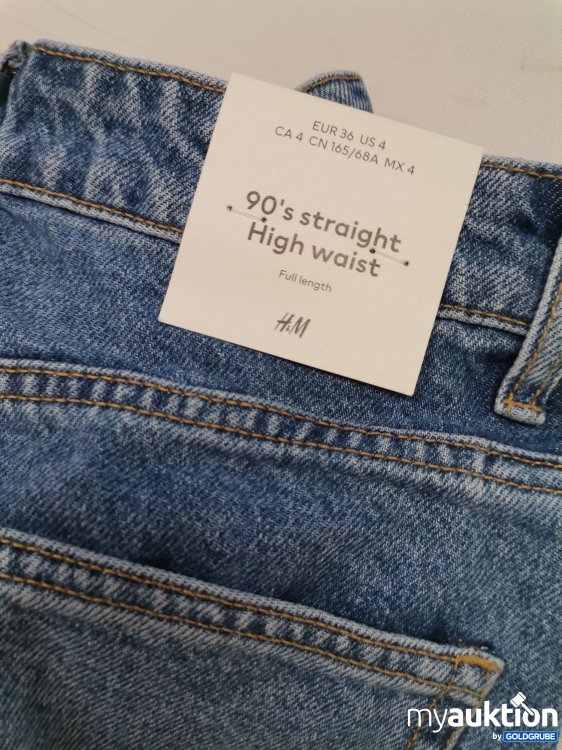 EUR 36 US 4
CA 4 CN 165/68A MX 4
90's straight
High waist
Full length
H&M
myauktion
by GOLDGRUBE